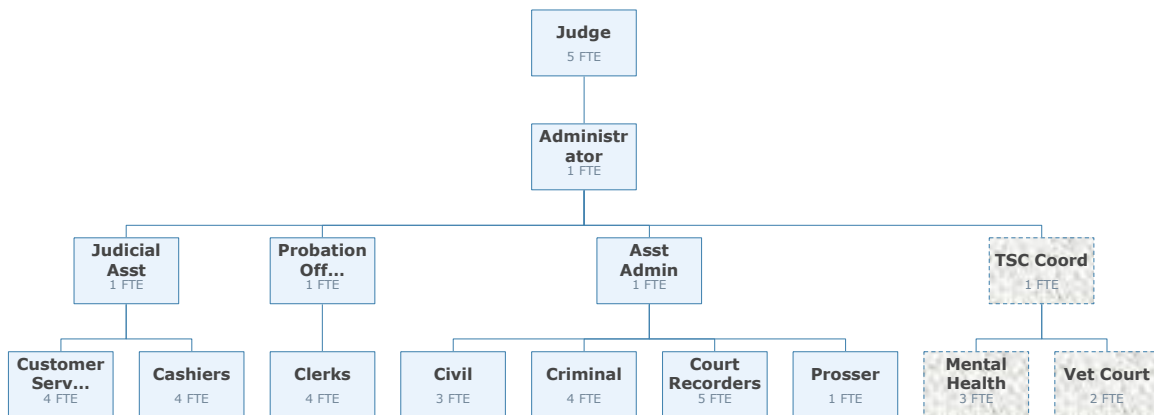 Judge
5 FTE
Administr
ator
1 FTE
Judicial
Asst
1 FTE
Probation
Off...
1 FTE
Asst
Admin
1 FTE
TSC Coord
1 FTE
Customer
Serv...
4 FTE
Cashiers
4 FTE
Clerks
4 FTE
Civil
3 FTE
Criminal
4 FTE
Court
Recorders
5 FTE
Prosser
1 FTE
Mental
Health
3 FTE
Vet Court
2 FTE